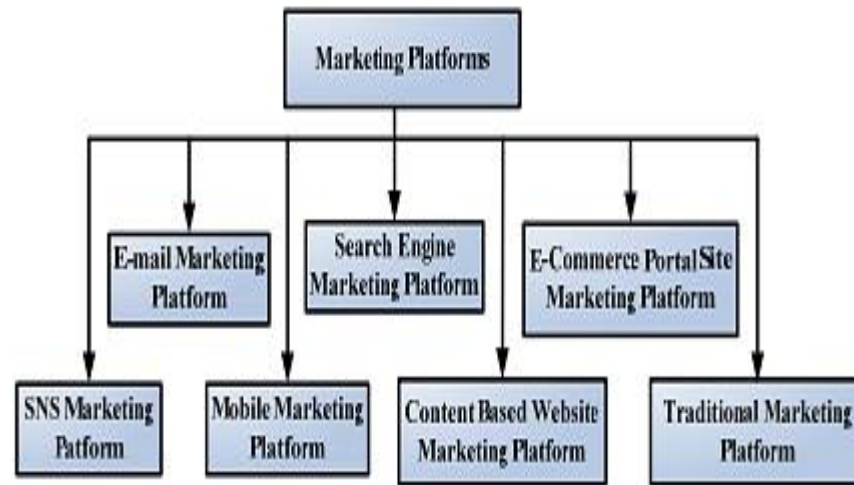 Marketing Platforms
E-mail Marketing
Platform
Search Engine
Marketing Platform
E-Commerce Portal Site
Marketing Platform
SNS Marketing
Patform
Mobile Marketing
Platform
Content Based Website
Marketing Platform
Traditional Marketing
Platform